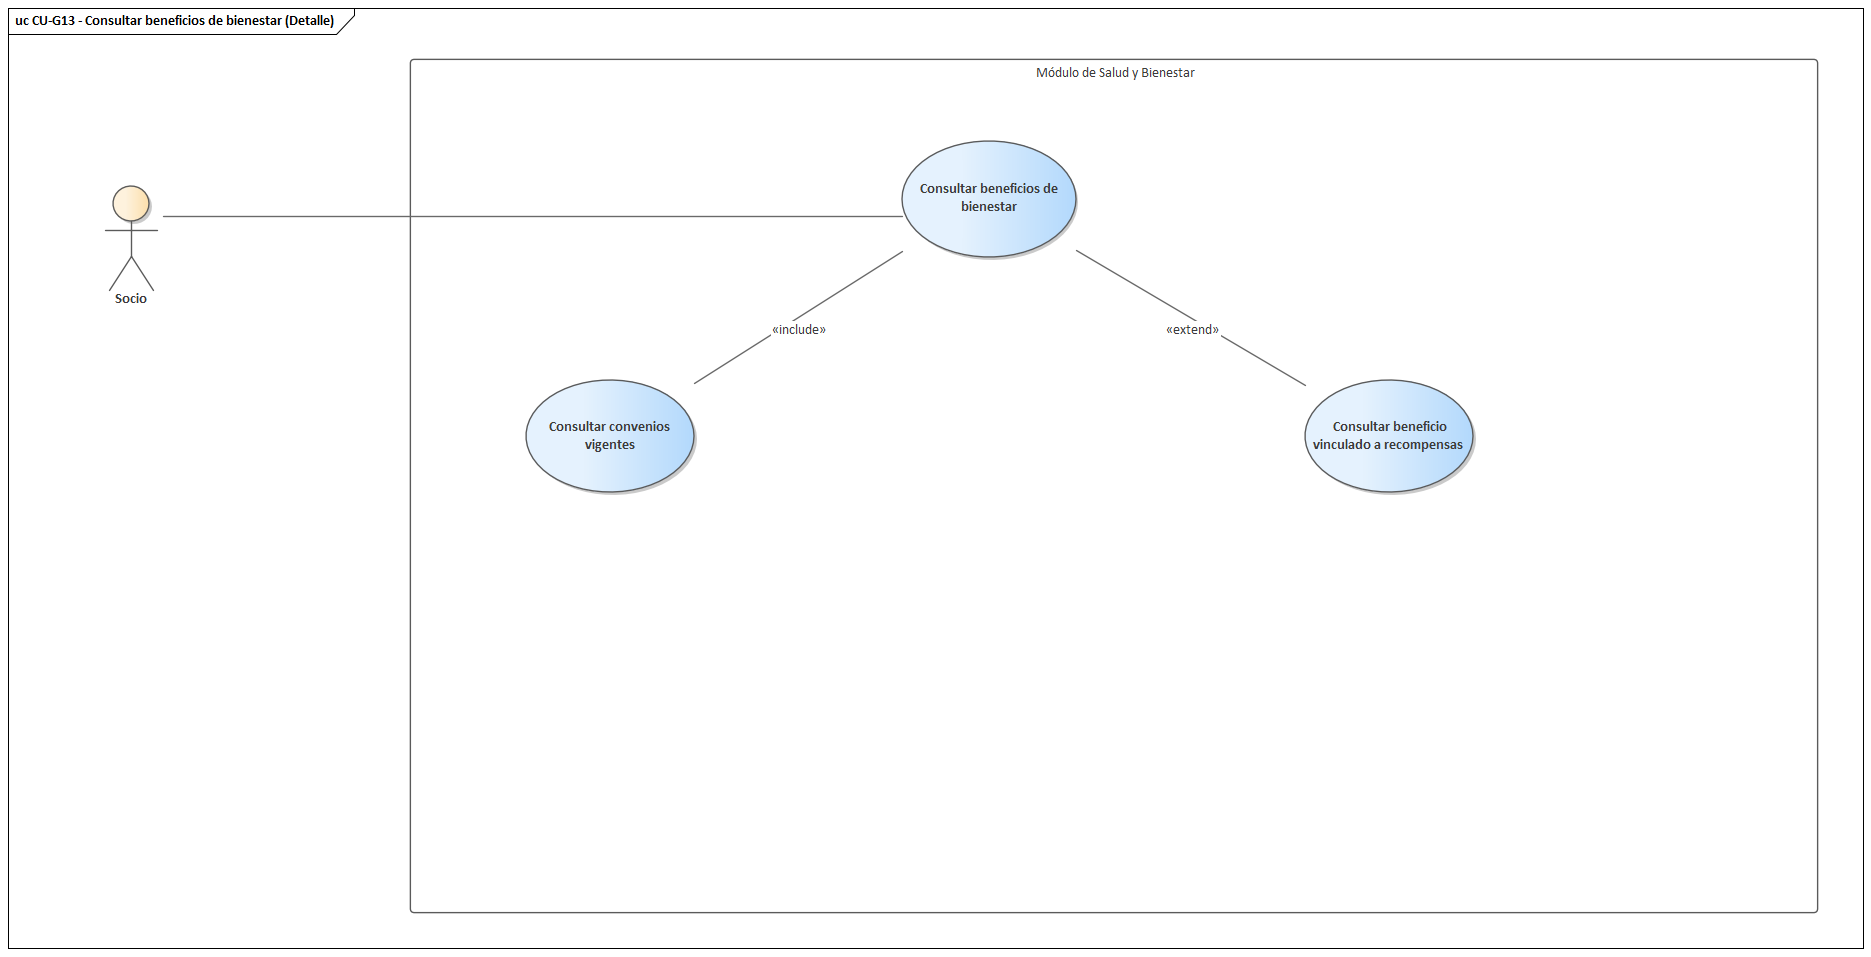 uc CU-G13 - Consultar beneficios de bienestar (Detalle)
Módulo de Salud y Bienestar
Consultar beneficios de
bienestar
Socio
«include»
«extend»
Consultar convenios
vigentes
Consultar beneficio
vinculado a recompensas